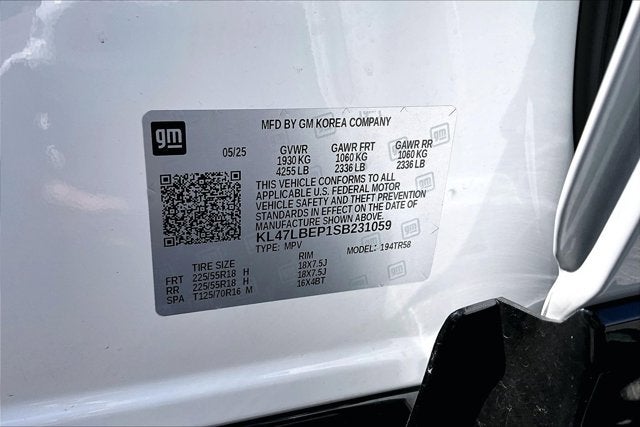 gm
MFD BY GM KOREA COMPANY
05/25 GVWR GAWR FRT GAWR RR
1930 KG 1060 KG 1060 KG
4255 LB 2336 LB 2336 LB
THIS VEHICLE CONFORMS TO ALL
APPLICABLE U.S. FEDERAL MOTOR
VEHICLE SAFETY AND THEFT PREVENTION
STANDARDS IN EFFECT ON THE DATE OF
MANUFACTURE SHOWN ABOVE.
KL47LBEP1SB231059
TYPE: MPV MODEL: 194TR58
TIRE SIZE RIM
FRT 225/55R18 H 18X7.5J
RR 225/55R18 H 18X7.5J
SPA T125/70R16 M 16X4BT